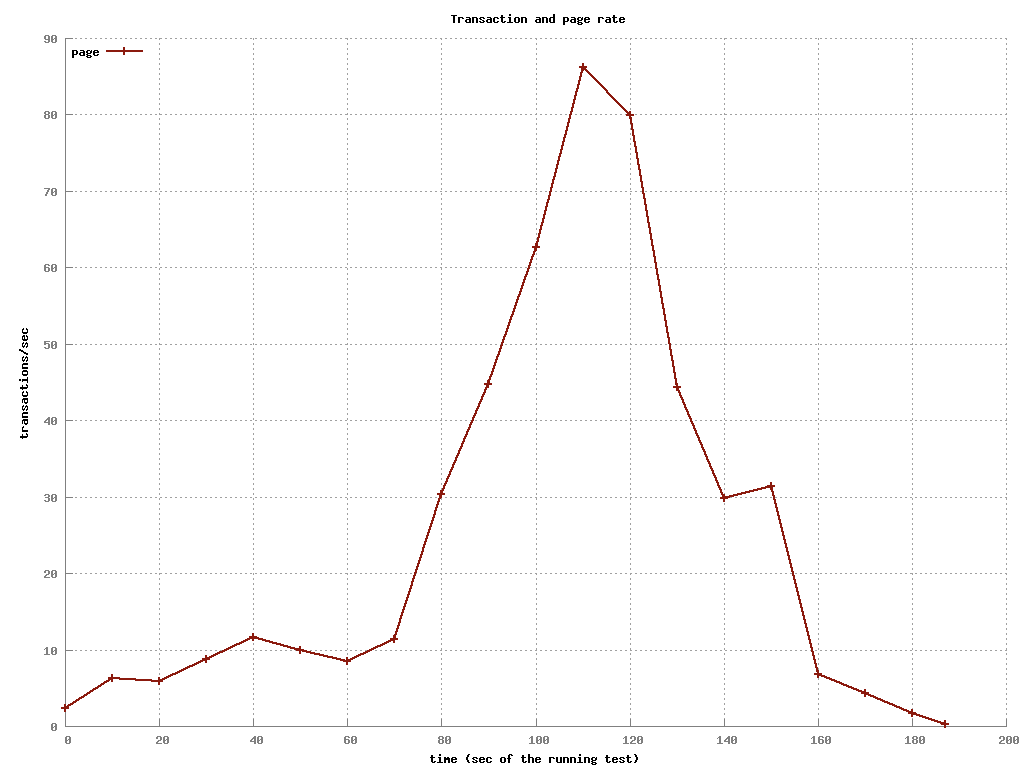 Transaction and page rate
90
page
80
70
60
50
transactions/sec
40
30
20
10
0
0 20 40 60 80 100 120 140 160 180 200
time (sec of the running test)